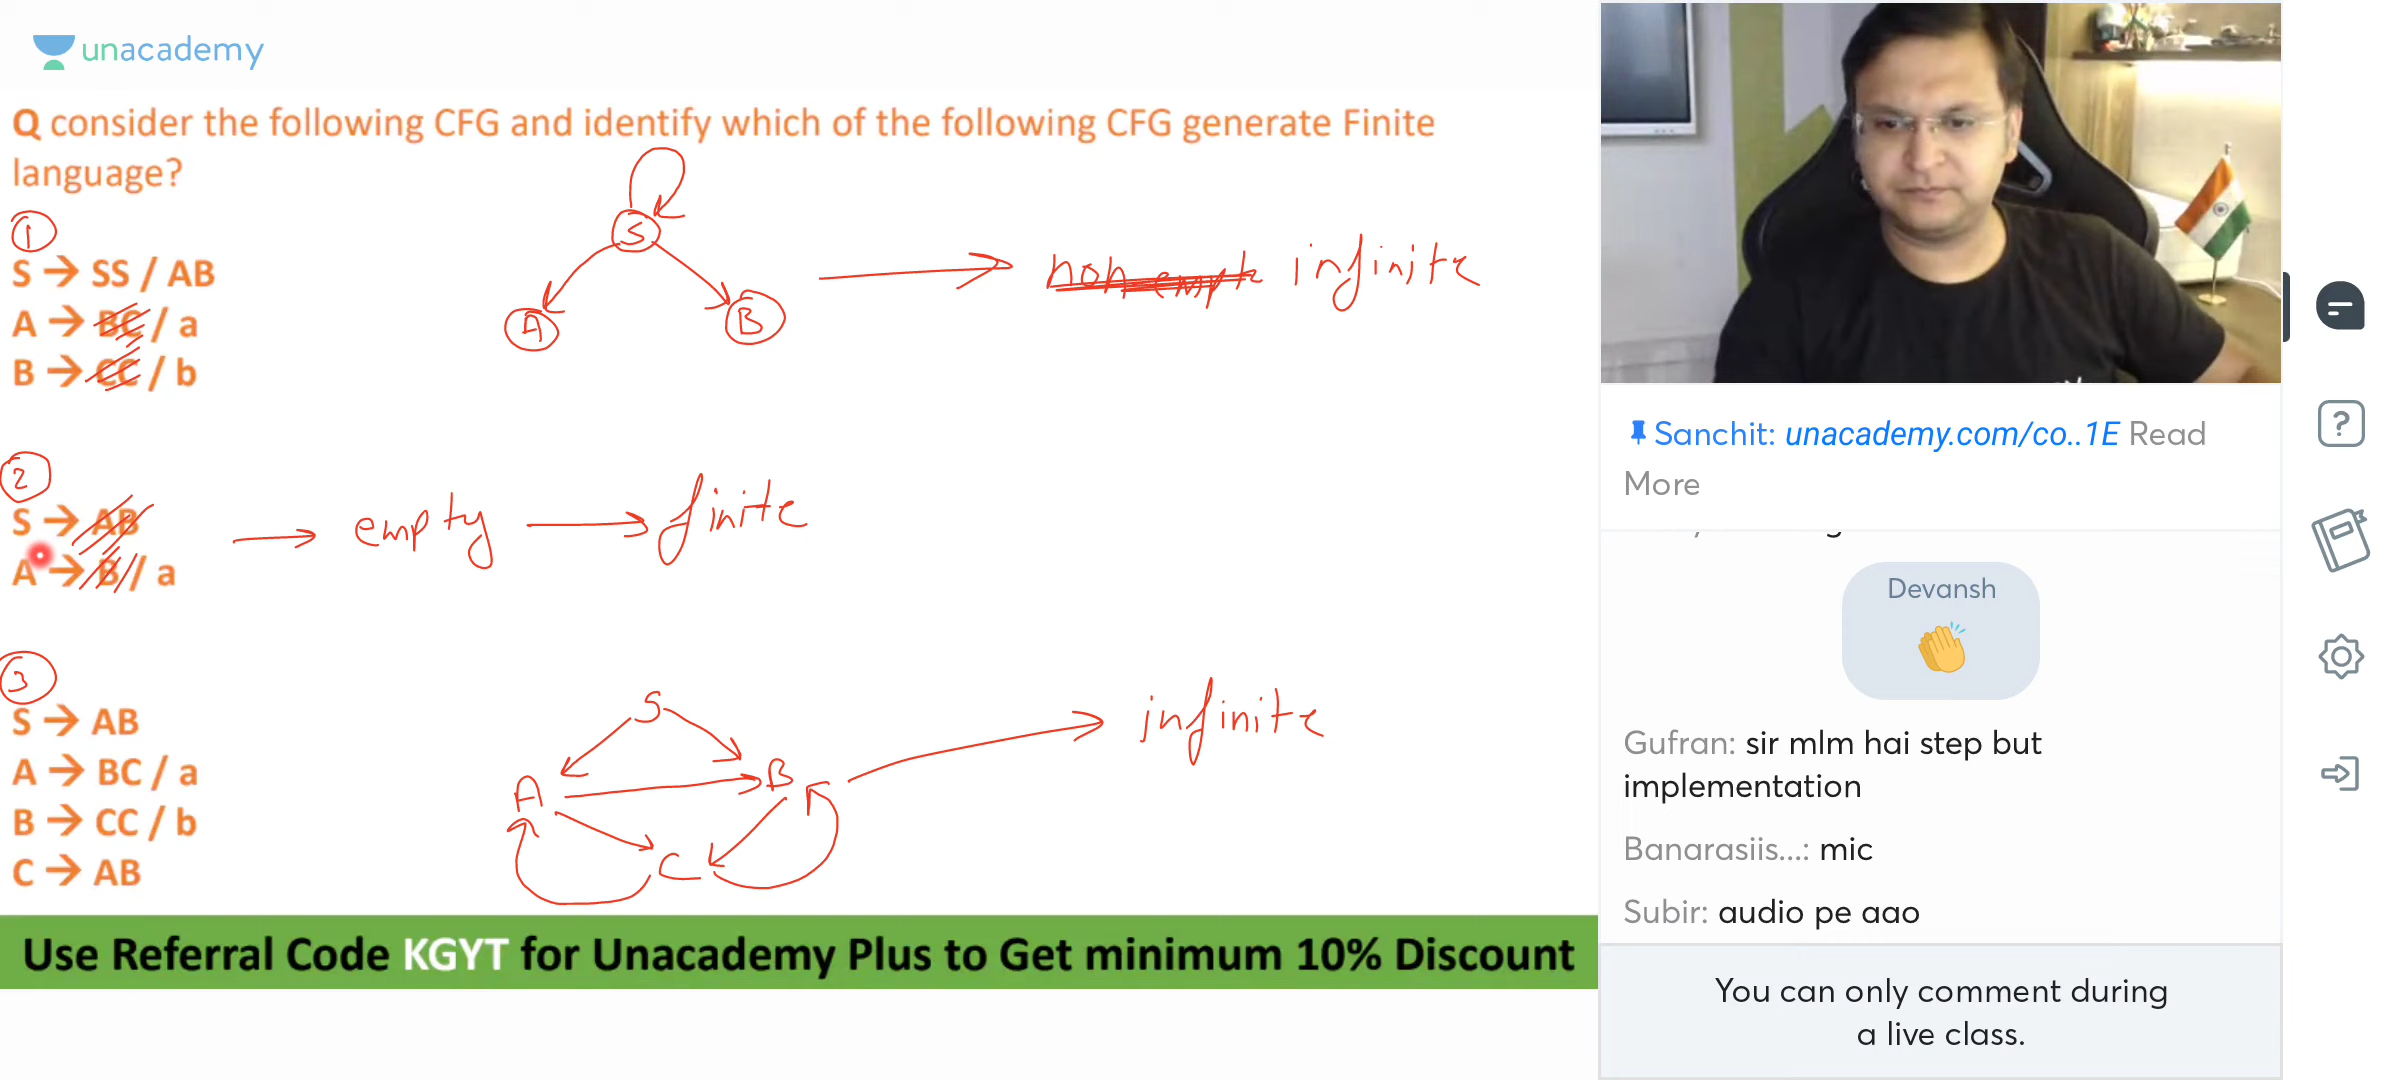 unacademy
Q consider the following CFG and identify which of the following CFG generate Finite
language?
1
S → SS / AB
A → BC / a
B → CC / b
S
A
B
infinite
2
S → AB
A → B / a
empty → finite
3
S → AB
A → BC / a
B → CC / b
C → AB
S
A
B
C
infinite
Use Referral Code KGYT for Unacademy Plus to Get minimum 10% Discount
Sanchit: unacademy.com/co..1E Read
More
Devansh
Gufran: sir mlm hai step but
implementation
Banarasiis...: mic
Subir: audio pe aao
You can only comment during
a live class.